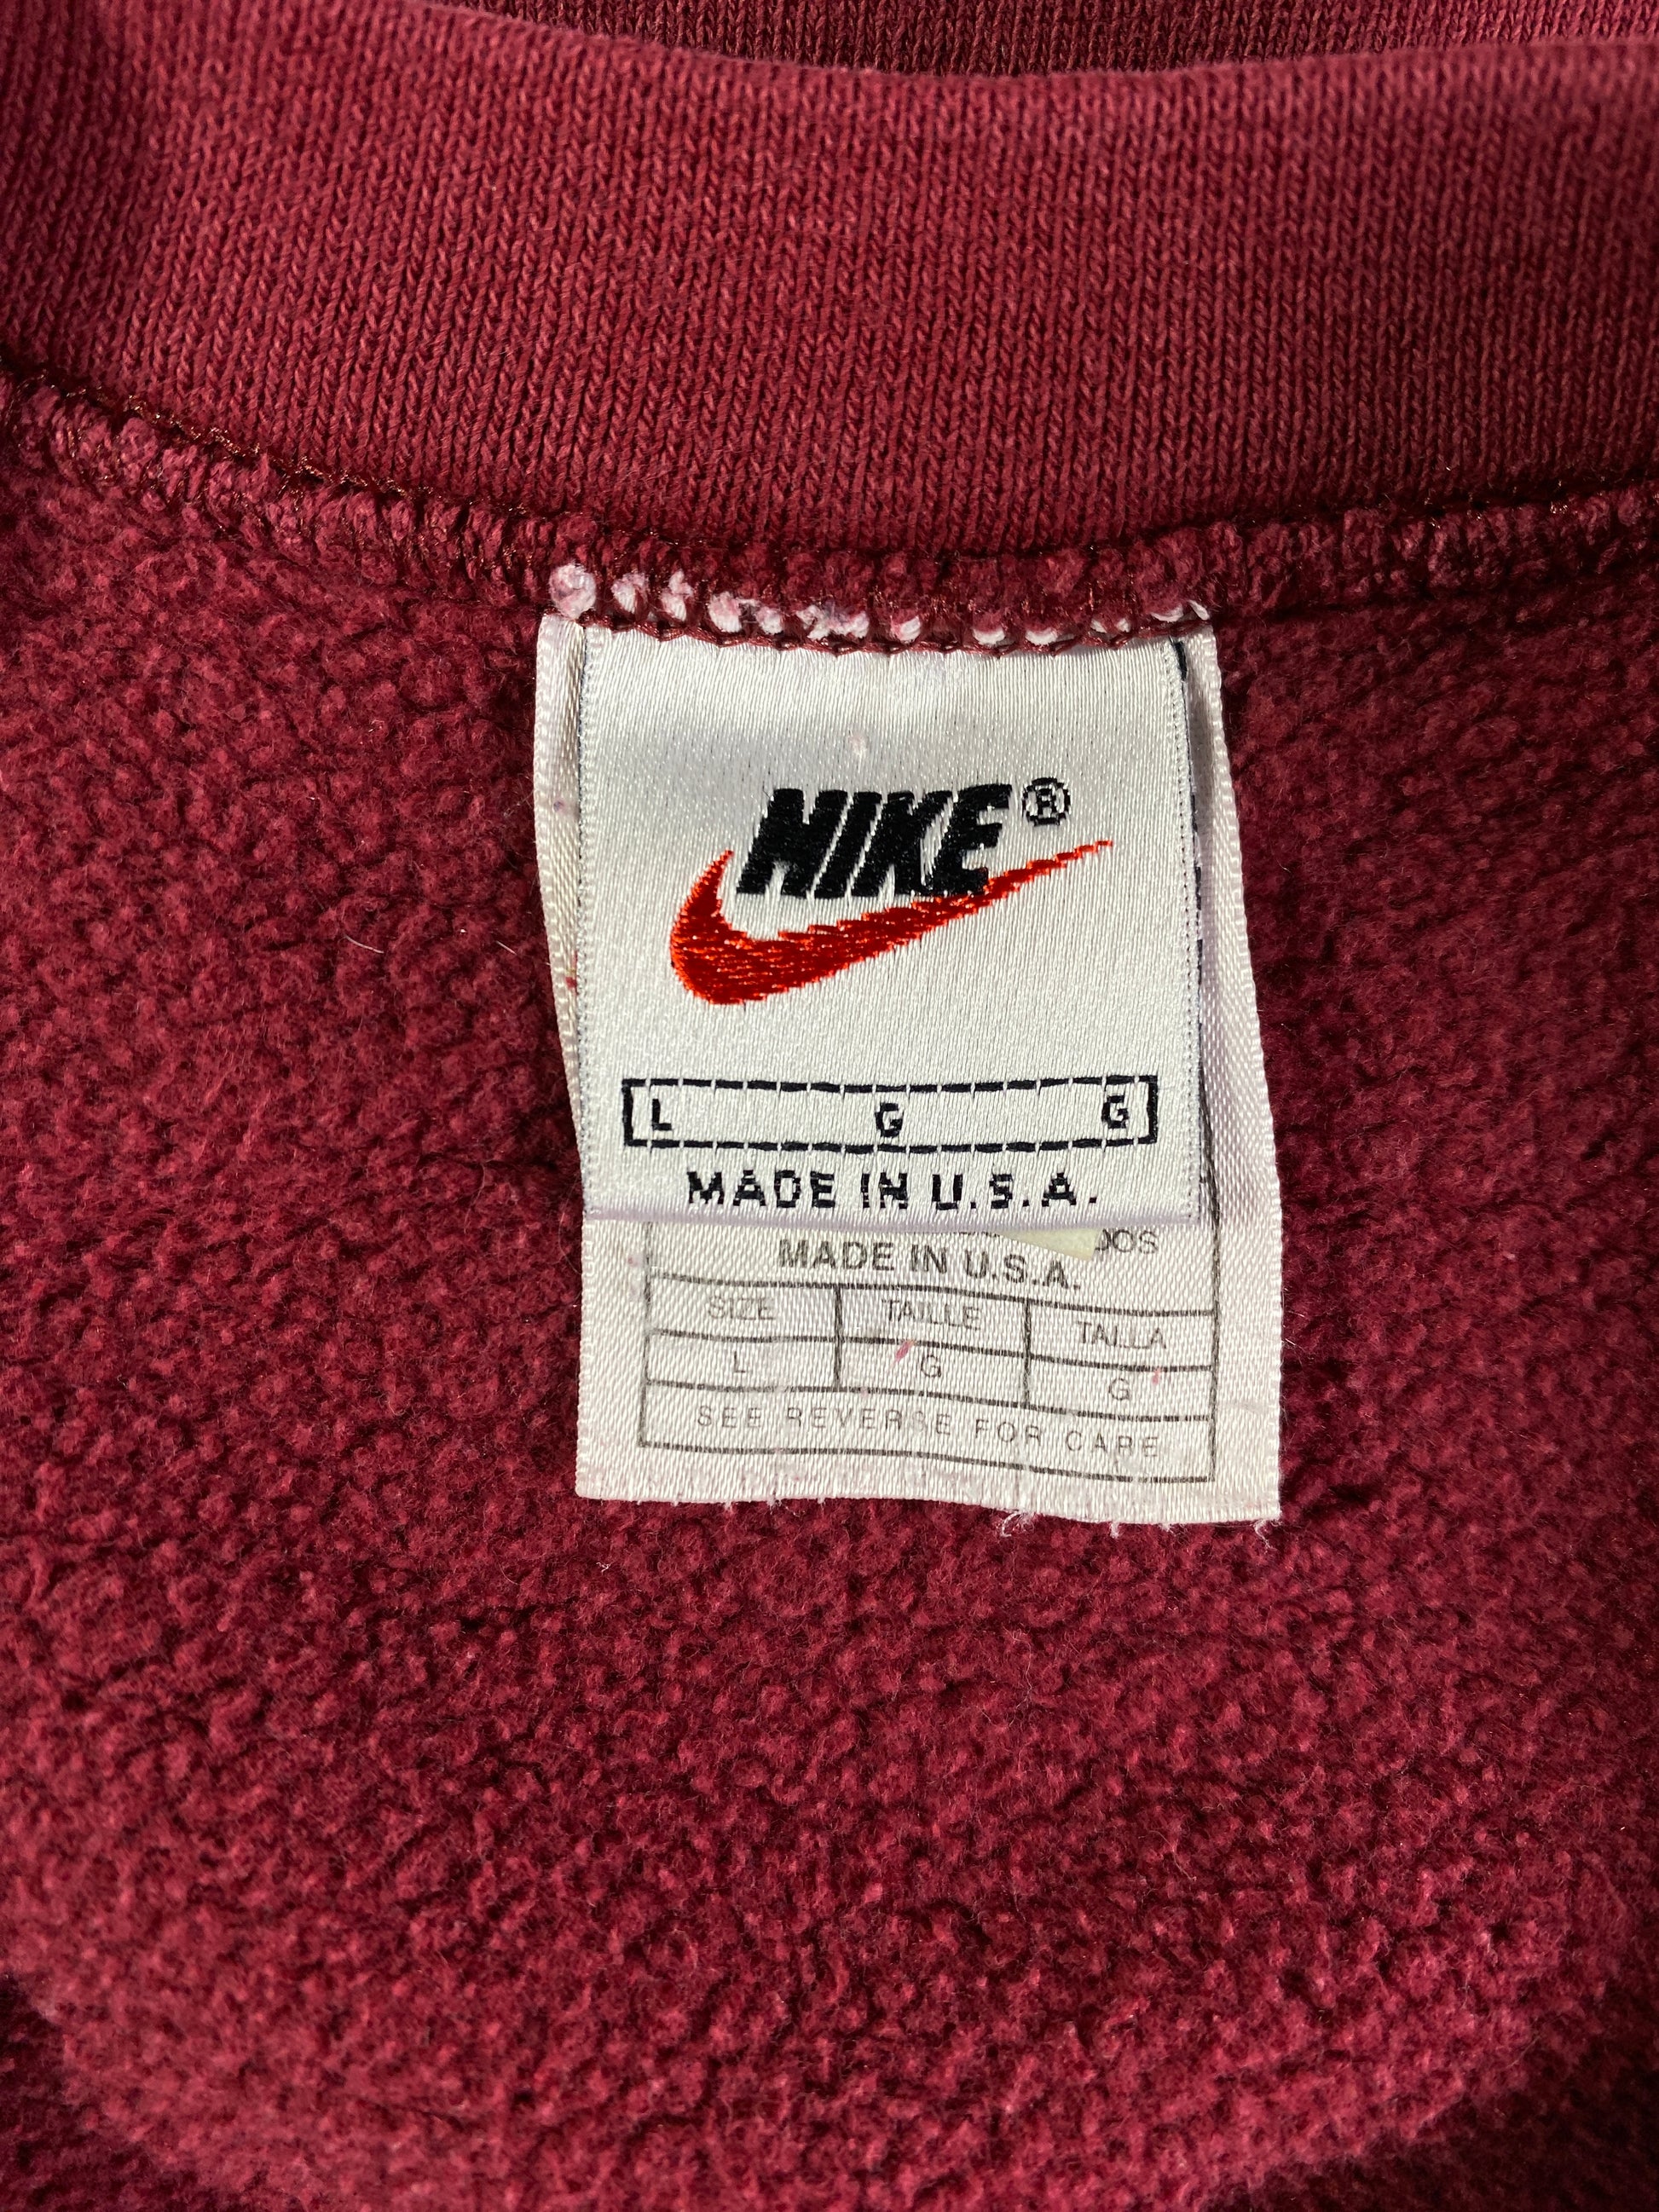 NIKE®
L G G
MADE IN U.S.A.
MADE IN U.S.A.
SIZE TAILLE TALLA
L G G
SEE REVERSE FOR CARE